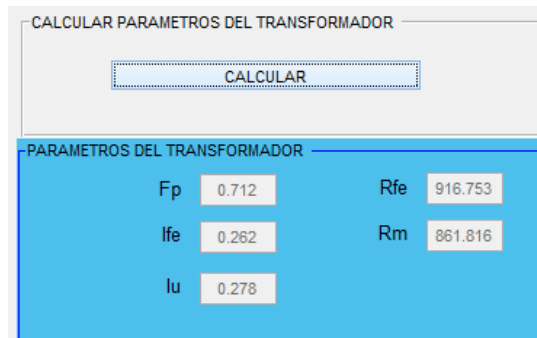 CALCULAR PARAMETROS DEL TRANSFORMADOR
CALCULAR
PARAMETROS DEL TRANSFORMADOR
Fp 0.712 Rfe 916.753
Ife 0.262 Rm 861.816
Iu 0.278